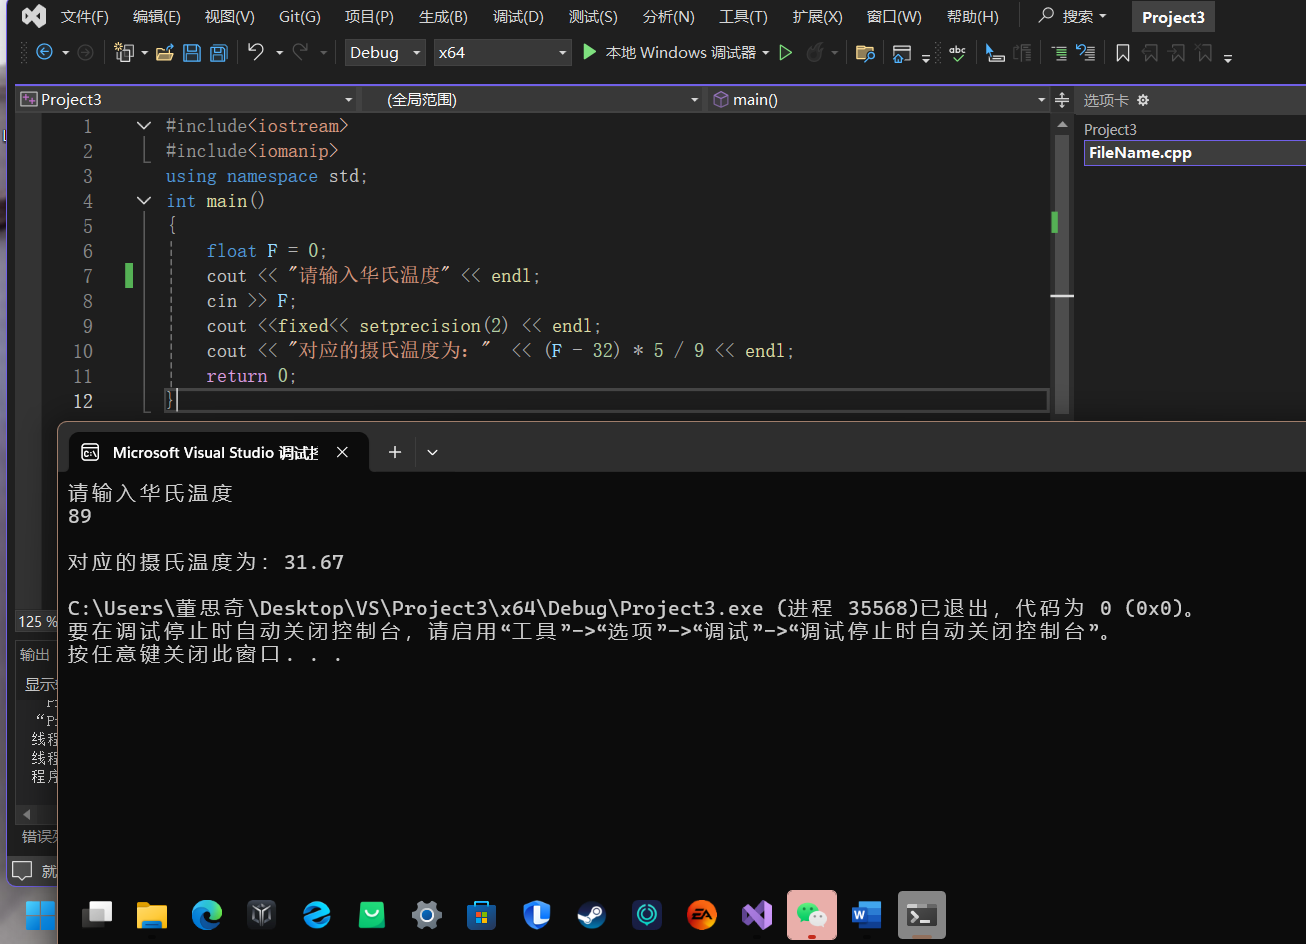 文件(F) 编辑(E) 视图(V) Git(G) 项目(P) 生成(B) 调试(D) 测试(S) 分析(N) 工具(T) 扩展(X) 窗口(W) 帮助(H) 搜索 Project3
Debug x64 本地 Windows 调试器 abc
Project3 (全局范围) main() 选项卡
Project3
FileName.cpp
1 #include<iostream>
2 #include<iomanip>
3 using namespace std;
4 int main()
5 {
6 float F = 0;
7 cout << "请输入华氏温度" << endl;
8 cin >> F;
9 cout <<fixed<< setprecision(2) << endl;
10 cout << "对应的摄氏温度为: " << (F - 32) * 5 / 9 << endl;
11 return 0;
12 }
Microsoft Visual Studio 调试
请输入华氏温度
89
对应的摄氏温度为: 31.67
C:\Users\董思奇\Desktop\VS\Project3\x64\Debug\Project3.exe (进程 35568)已退出，代码为 0 (0x0)。
要在调试停止时自动关闭控制台，请启用“工具”->“选项”->“调试”->“调试停止时自动关闭控制台”。
按任意键关闭此窗口. . .
125 %
输出
显示
线程
线程
程序
错误
就